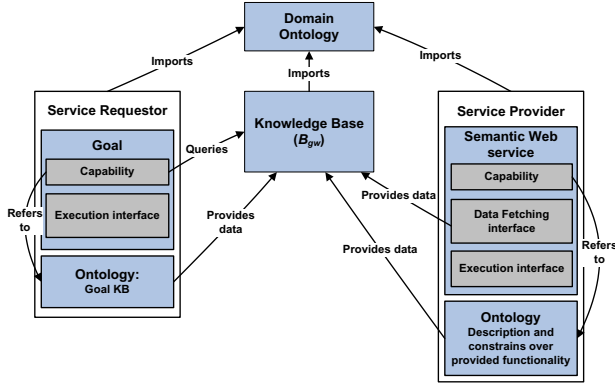 Domain
Ontology
Imports
Imports
Imports
Service Requestor
Goal
Capability
Execution interface
Refers
to
Ontology:
Goal KB
Queries
Provides
data
Knowledge Base
(Bgw)
Provides data
Provides data
Service Provider
Semantic Web
service
Capability
Data Fetching
interface
Execution interface
Refers
to
Ontology
Description and
constrains over
provided functionality